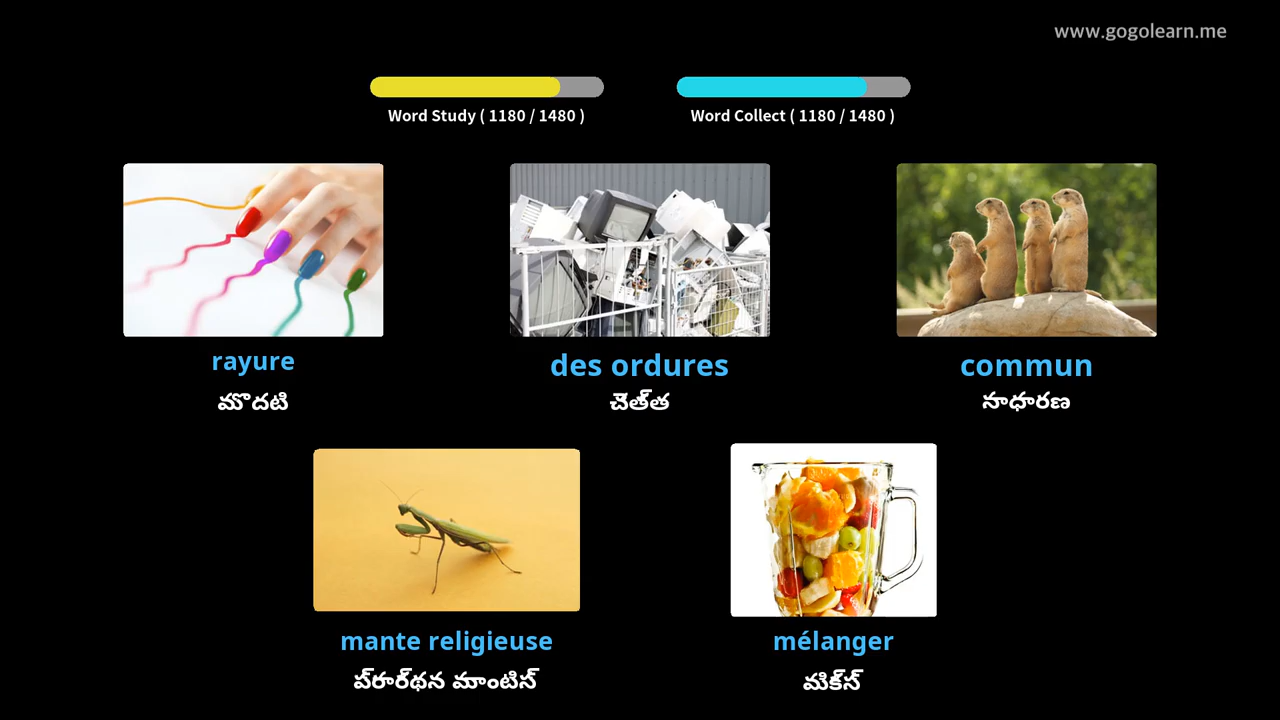 www.gogolearn.me
Word Study ( 1180 / 1480 )
Word Collect ( 1180 / 1480 )
rayure
మొదటి
des ordures
చెత్త
commun
సాధారణ
mante religieuse
ప్రార్థన మాంటిస్
mélanger
మిక్స్